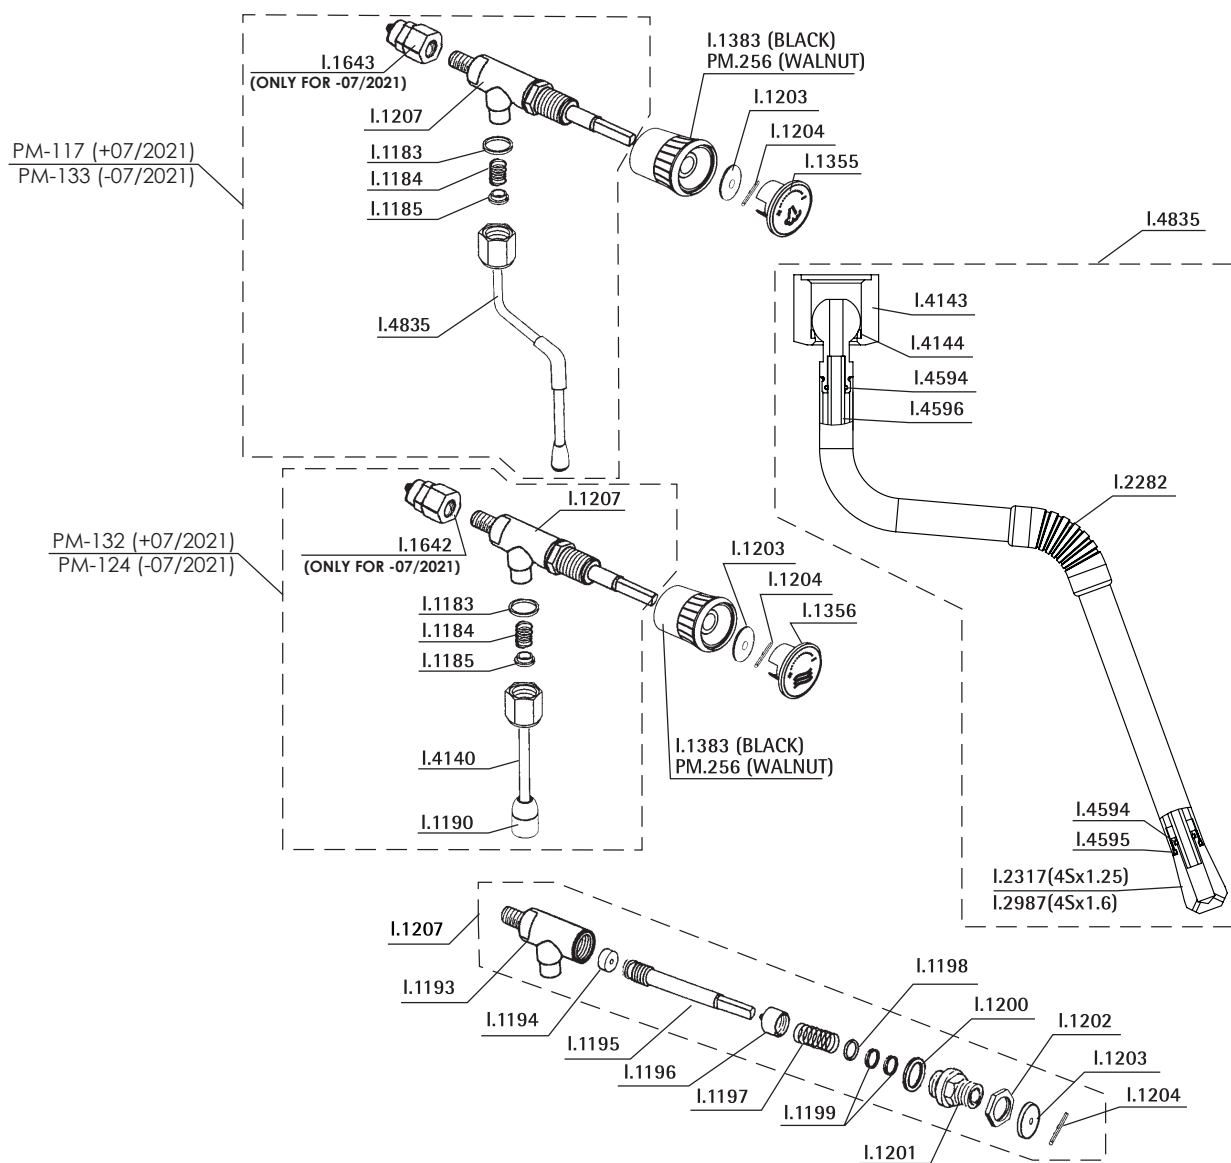 I.1643
(ONLY FOR -07/2021)
I.1207
I.1183
I.1184
I.1185
PM-117 (+07/2021)
PM-133 (-07/2021)
I.4835
I.1383 (BLACK)
PM.256 (WALNUT)
I.1203
I.1204
I.1355
I.4835
I.4143
I.4144
I.4594
I.4596
I.2282
I.4594
I.4595
I.2317(4Sx1.25)
I.2987(4Sx1.6)
I.1207
I.1642
(ONLY FOR -07/2021)
PM-132 (+07/2021)
PM-124 (-07/2021)
I.1183
I.1184
I.1185
I.1203
I.1204
I.1356
I.1383 (BLACK)
PM.256 (WALNUT)
I.4140
I.1190
I.1207
I.1193
I.1194
I.1195
I.1196
I.1197
I.1198
I.1199
I.1200
I.1201
I.1202
I.1203
I.1204